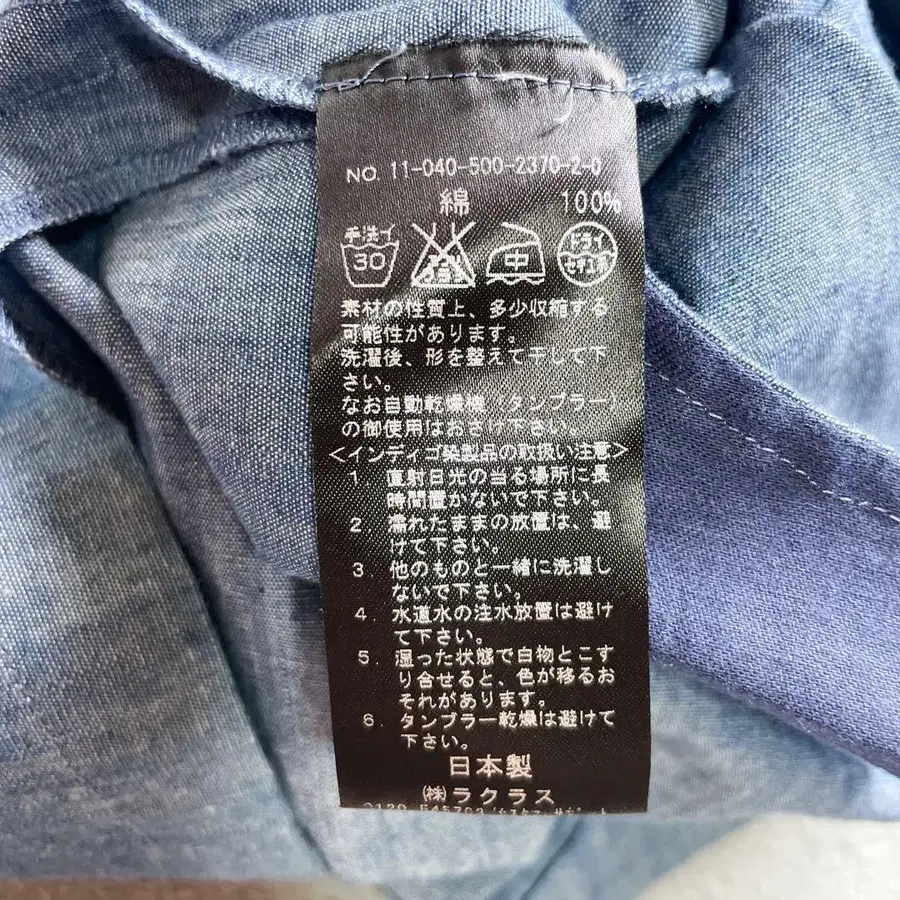 NO. 11-040-500-2370-2-0
綿 100%
手洗イ
30
中
ドライ
素材の性質上、多少収縮する
可能性があります。
洗濯後、形を整えて干して下
さい。
なお自動乾燥機(タンブラー)
の御使用はおさけ下さい。
<インディゴ染製品の取扱い注意>
1. 直射日光の当る場所に長
時間置かないで下さい。
2. 濡れたままの放置は、避
けて下さい。
3. 他のものと一緒に洗濯し
ないで下さい。
4. 水道水の注水放置は避け
て下さい。
5. 湿った状態で白物とこす
り合せると、色が移るお
それがあります。
6. タンブラー乾燥は避けて
下さい。
日本製
㈱ラクラス